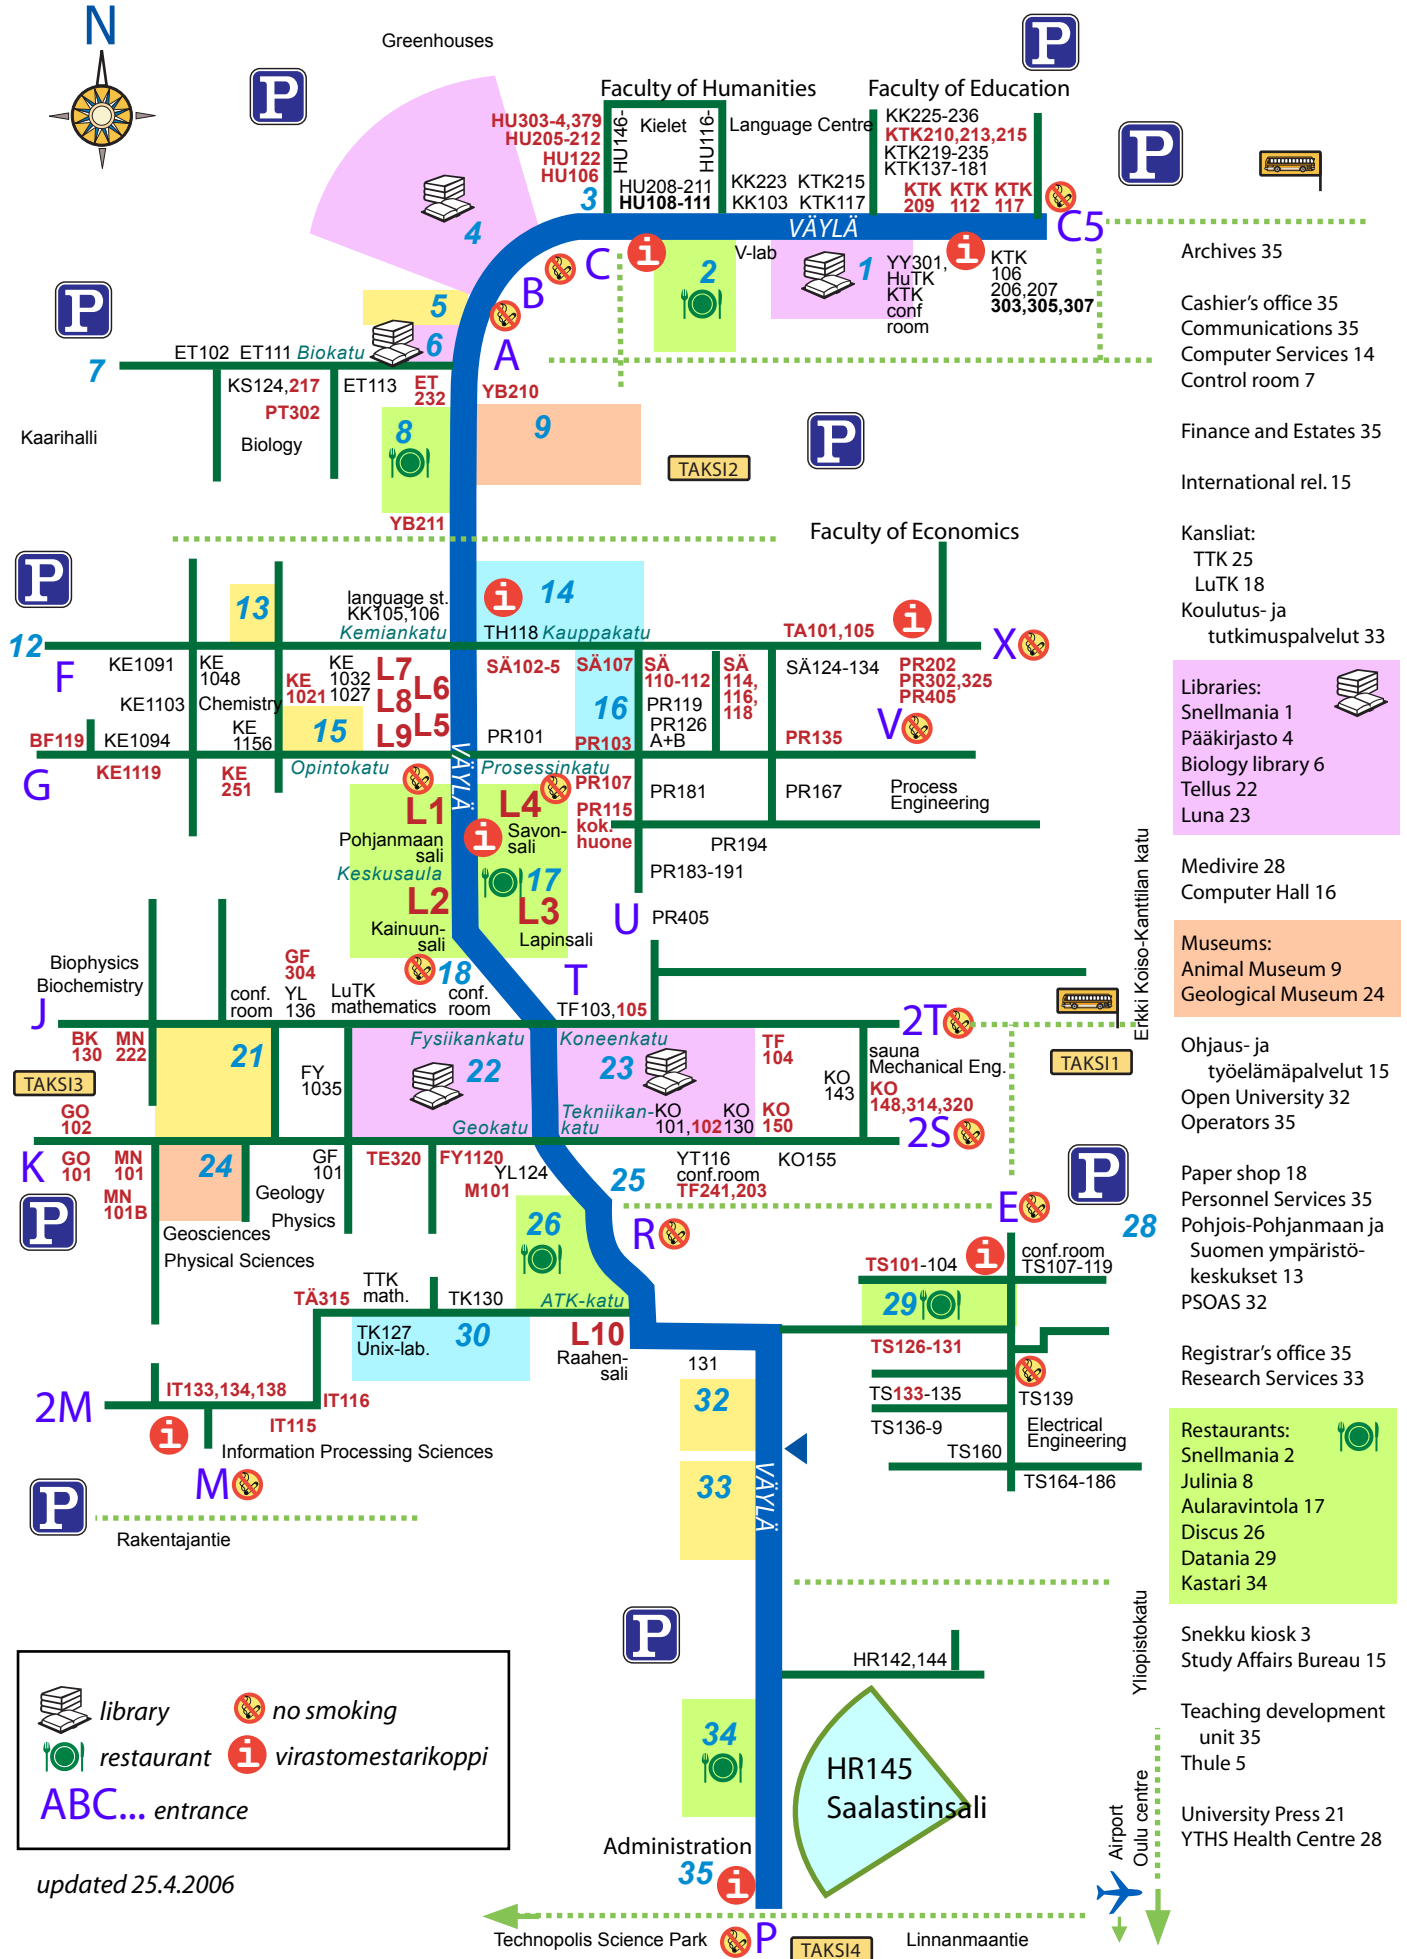 N
Greenhouses
P
P
Faculty of Humanities
Faculty of Education
HU303-4,379
HU205-212
HU122
HU106
3
HU146-
Kielet
HU116-
HU208-211
HU108-111
Language Centre
KK223 KTK215
KK103 KTK117
KK225-236
KTK210,213,215
KTK219-235
KTK137-181
KTK KTK KTK
209 112 117
P
C5
VÄYLÄ
4
C
B
A
2
V-lab
1
YY301,
HuTK
KTK
conf
room
KTK
106
206,207
303,305,307
P
5
6
7
ET102 ET111 Biokatu
KS124,217
PT302
ET113
ET
232
YB210
Kaarihalli
Biology
8
9
TAKSI2
P
YB211
Faculty of Economics
P
13
language st.
KK105,106
Kemiankatu
14
TH118 Kauppakatu
TA101,105
12
X
F
KE1091
KE
1048
KE1103
Chemistry
KE
1021
KE
1032
1027
L7
L6
L8
L5
L9
SÄ102-5
SÄ107
SÄ
110-112
SÄ
114,
116,
118
SÄ124-134
PR202
PR302,325
PR405
16
PR119
PR126
A+B
V
BF119
KE1094
KE
1156
15
PR101
PR103
PR135
G
KE1119
KE
251
Opintokatu
VÄYLÄ
Prosessinkatu
PR107
PR181
PR167
Process
Engineering
L1
Pohjanmaan
sali
L4
Savon-
sali
PR115
kok.
huone
PR194
Keskusaula
17
PR183-191
L2
Kainuun-
sali
L3
Lapinsali
U
PR405
18
T
Biophysics
Biochemistry
conf.
room
GF
304
YL
136
LuTK
mathematics
conf.
room
TF103,105
J
2T
BK
130
MN
222
21
Fysiikankatu
Koneenkatu
TF
104
sauna
Mechanical Eng.
TAKSI3
FY
1035
22
23
KO
143
KO
148,314,320
TAKSI1
GO
102
Geokatu
Tekniikan-
katu
KO
101,102
KO
130
KO
150
2S
K
GO
101
MN
101
MN
101B
24
GF
101
TE320
FY1120
M101
YL124
25
YT116
conf.room
TF241,203
KO155
P
Geology
Physics
Geosciences
Physical Sciences
26
R
E
P
28
TS101-104
conf.room
TS107-119
TÄ315
TTK
math.
TK130
ATK-katu
29
TK127
Unix-lab.
30
L10
Raahen-
sali
131
TS126-131
2M
IT133,134,138
IT116
IT115
Information Processing Sciences
M
32
33
VÄYLÄ
TS133-135
TS136-9
TS139
Electrical
Engineering
TS160
TS164-186
P
Rakentajantie
P
HR142,144
34
HR145
Saalastinsali
Administration
35
P
Technopolis Science Park
TAKSI4
Linnanmaantie
Erkki Koiso-Kanttilan katu
Yliopistokatu
Airport
Oulu centre
Archives 35
Cashier's office 35
Communications 35
Computer Services 14
Control room 7
Finance and Estates 35
International rel. 15
Kansliat:
TTK 25
LuTK 18
Koulutus- ja
tutkimuspalvelut 33
Libraries:
Snellmania 1
Pääkirjasto 4
Biology library 6
Tellus 22
Luna 23
Medivire 28
Computer Hall 16
Museums:
Animal Museum 9
Geological Museum 24
Ohjaus- ja
työelämäpalvelut 15
Open University 32
Operators 35
Paper shop 18
Personnel Services 35
Pohjois-Pohjanmaan ja
Suomen ympäristö-
keskukset 13
PSOAS 32
Registrar's office 35
Research Services 33
Restaurants:
Snellmania 2
Julinia 8
Aularavintola 17
Discus 26
Datania 29
Kastari 34
Snekku kiosk 3
Study Affairs Bureau 15
Teaching development
unit 35
Thule 5
University Press 21
YTHS Health Centre 28
library
no smoking
restaurant
i virastomestarikoppi
ABC... entrance
updated 25.4.2006